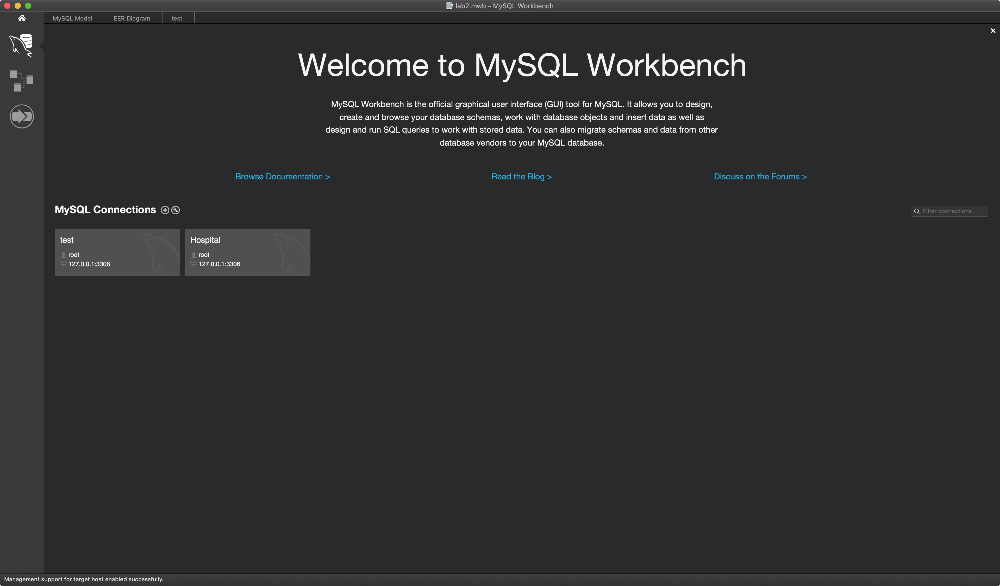 lab2.mwb - MySQL Workbench
MySQL Model
EER Diagram
test
Welcome to MySQL Workbench
MySQL Workbench is the official graphical user interface (GUI) tool for MySQL. It allows you to design,
create and browse your database schemas, work with database objects and insert data as well as
design and run SQL queries to work with stored data. You can also migrate schemas and data from other
database vendors to your MySQL database.
Browse Documentation >
Read the Blog >
Discuss on the Forums >
MySQL Connections
Filter connections
test
root
127.0.0.1:3306
Hospital
root
127.0.0.1:3306
Management support for target host enabled successfully.